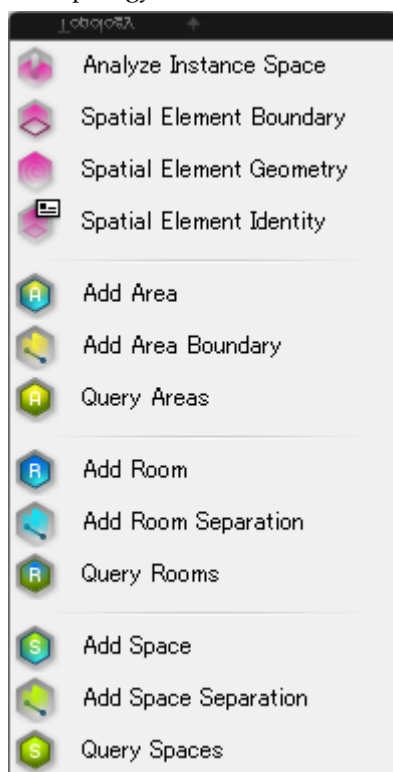 Topology
Analyze Instance Space
Spatial Element Boundary
Spatial Element Geometry
Spatial Element Identity
A Add Area
Add Area Boundary
A Query Areas
R Add Room
Add Room Separation
R Query Rooms
S Add Space
Add Space Separation
S Query Spaces